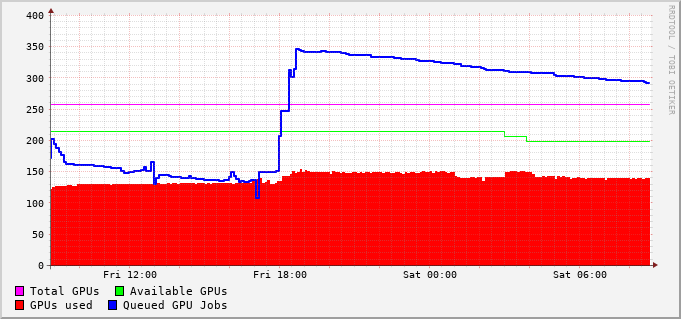 400
350
300
250
200
150
100
50
0
Fri 12:00 Fri 18:00 Sat 00:00 Sat 06:00
Total GPUs Available GPUs
GPUs used Queued GPU Jobs
RRDTOOL / TOBI OETIKER